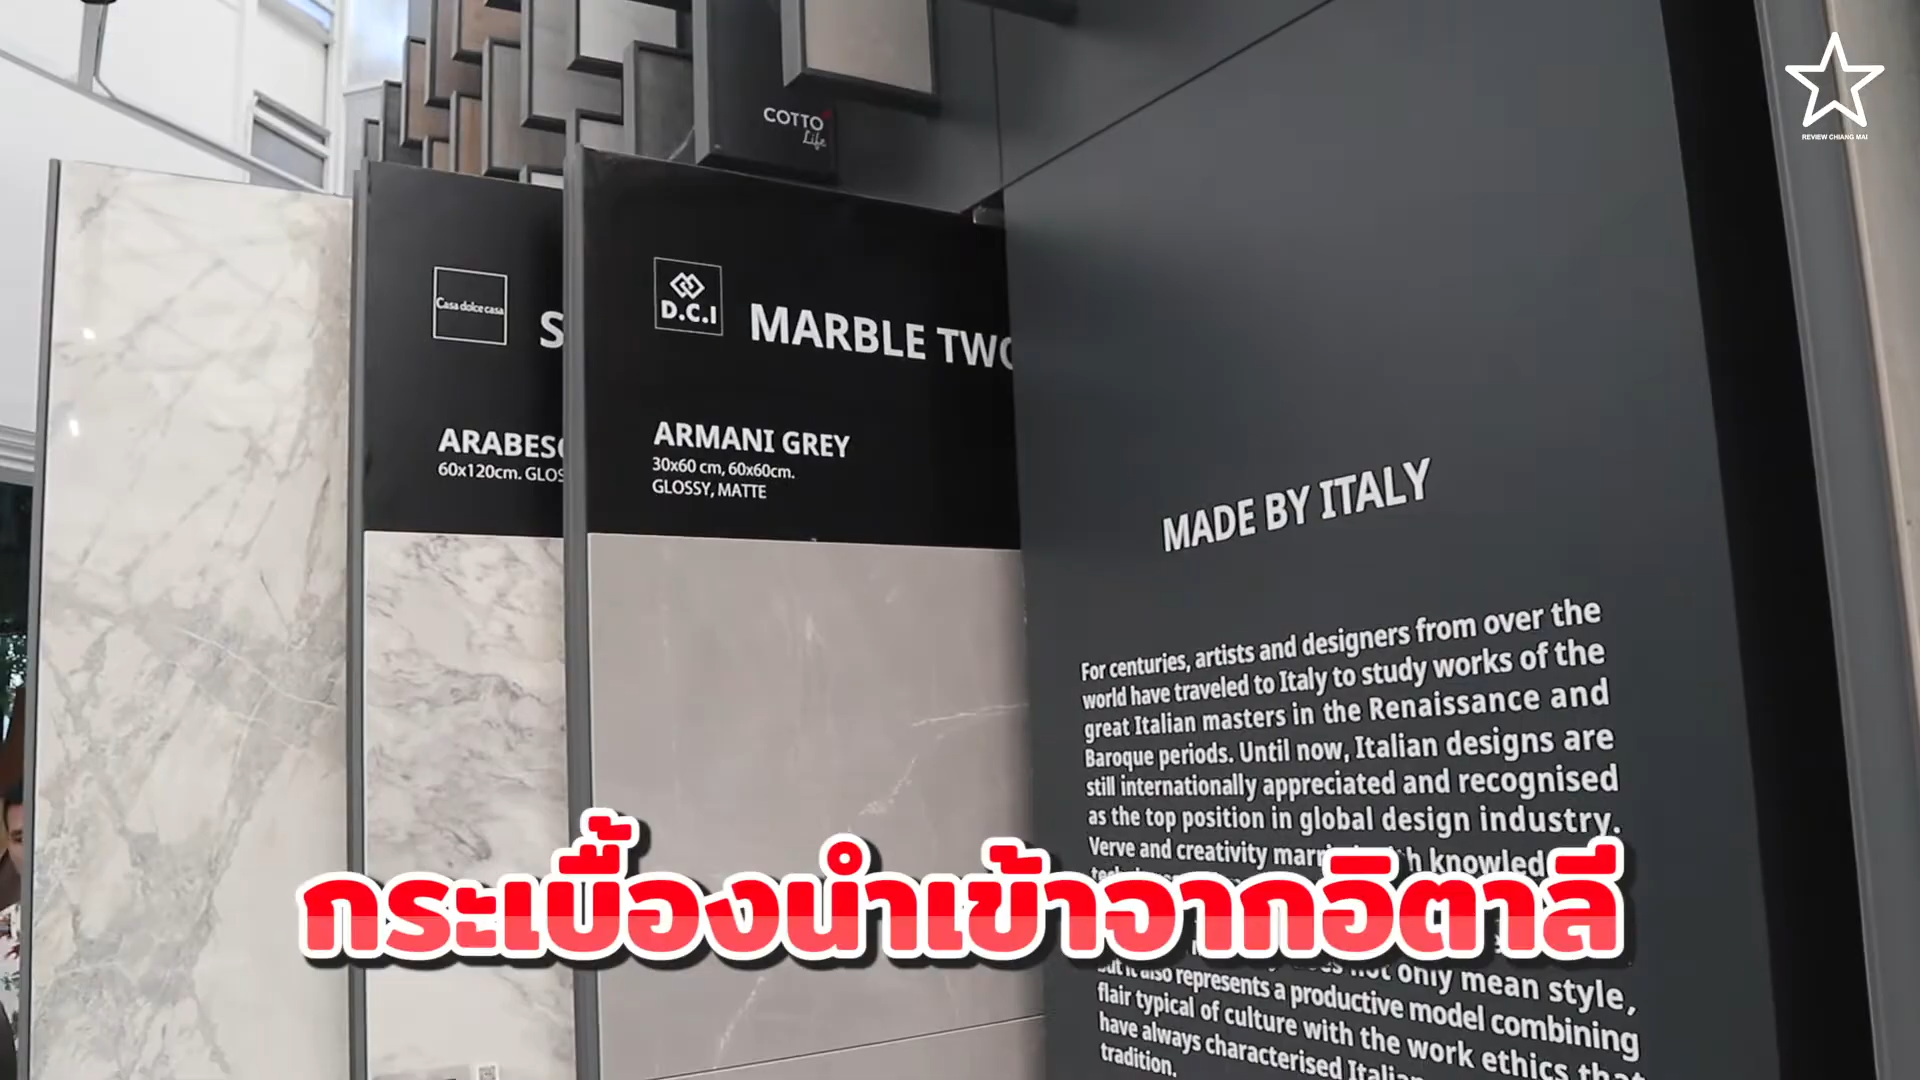 REVIEW CHIANG MAI
COTTO
Life
Casa dolce casa
60x120cm.
D.C.I
MARBLE
ARMANI GREY
30x60 cm, 60x60cm.
GLOSSY, MATTE
MADE BY ITALY
For centuries, artists and designers from over the
world have traveled to Italy to study works of the
great Italian masters in the Renaissance and
Baroque periods. Until now, Italian designs are
still internationally appreciated and recognised
as the top position in global design industry.
Verve and creativity
not only mean style,
but it also represents a productive model combining
flair typical of culture with the work ethics that
have always characterised
tradition.
กระเบื้องนำเข้าจากอิตาลี